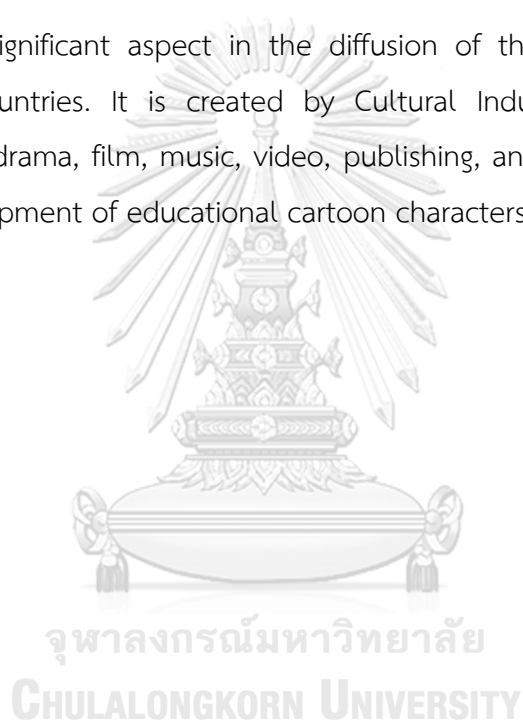 ignificant aspect in the diffusion of th
untries. It is created by Cultural Indu
drama, film, music, video, publishing, an
pment of educational cartoon characters
จุฬาลงกรณ์มหาวิทยาลัย
CHULALONGKORN UNIVERSITY